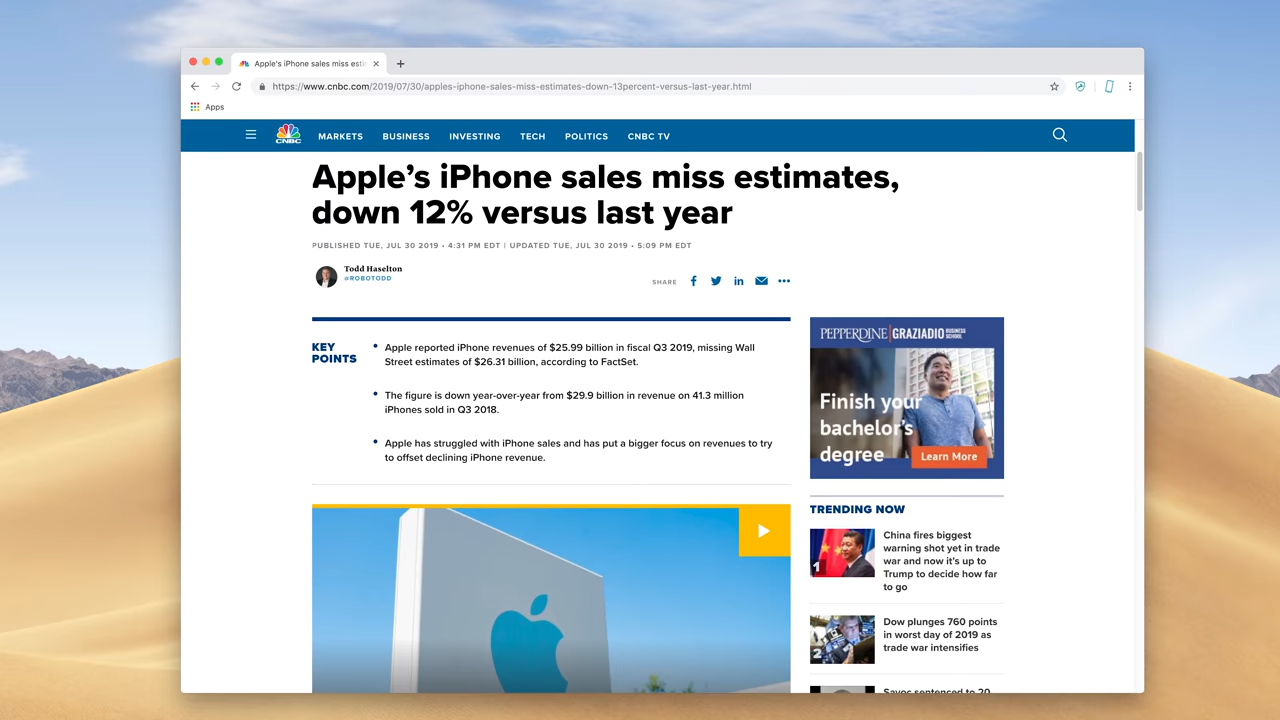 Apple's iPhone sales miss esti
https://www.cnbc.com/2019/07/30/apples-iphone-sales-miss-estimates-down-13percent-versus-last-year.html
Apps
CNBC
MARKETS BUSINESS INVESTING TECH POLITICS CNBC TV
Apple’s iPhone sales miss estimates,
down 12% versus last year
PUBLISHED TUE, JUL 30 2019 • 4:31 PM EDT | UPDATED TUE, JUL 30 2019 • 5:09 PM EDT
Todd Haselton
@ROBOTODD
SHARE
KEY
POINTS
• Apple reported iPhone revenues of $25.99 billion in fiscal Q3 2019, missing Wall
Street estimates of $26.31 billion, according to FactSet.
• The figure is down year-over-year from $29.9 billion in revenue on 41.3 million
iPhones sold in Q3 2018.
• Apple has struggled with iPhone sales and has put a bigger focus on revenues to try
to offset declining iPhone revenue.
PEPPERDINE | GRAZIADIO BUSINESS
SCHOOL
Finish your
bachelor's
degree
Learn More
TRENDING NOW
1
China fires biggest
warning shot yet in trade
war and now it’s up to
Trump to decide how far
to go
2
Dow plunges 760 points
in worst day of 2019 as
trade war intensifies
Savoc sentenced to 20